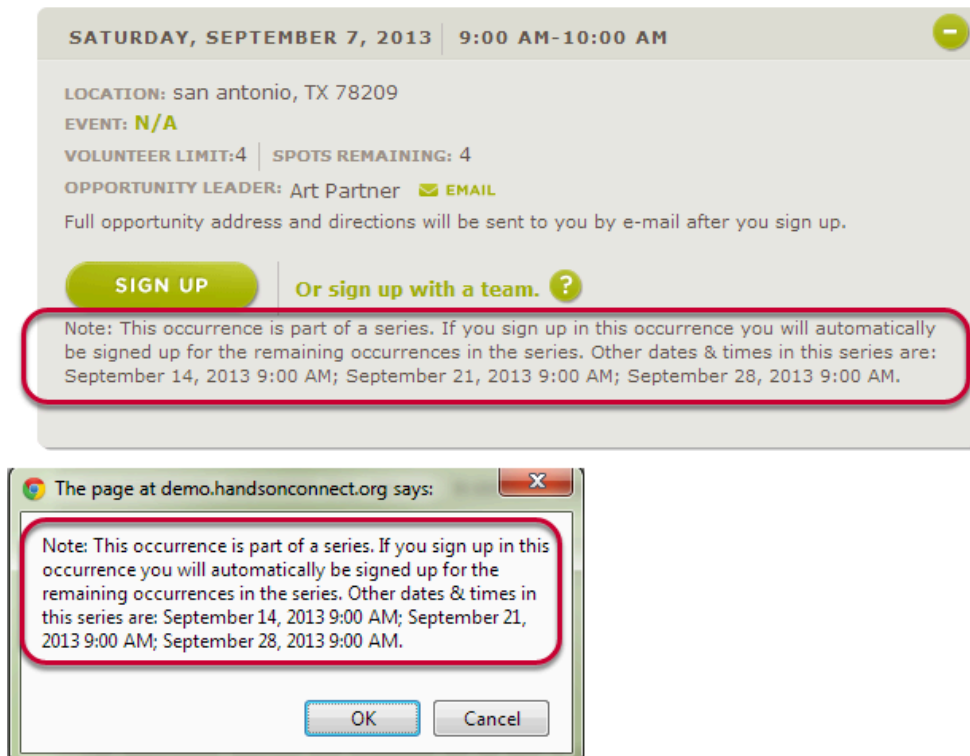 SATURDAY, SEPTEMBER 7, 2013 9:00 AM-10:00 AM
LOCATION: san antonio, TX 78209
EVENT: N/A
VOLUNTEER LIMIT:4 SPOTS REMAINING: 4
OPPORTUNITY LEADER: Art Partner EMAIL
Full opportunity address and directions will be sent to you by e-mail after you sign up.
SIGN UP Or sign up with a team. ?
Note: This occurrence is part of a series. If you sign up in this occurrence you will automatically
be signed up for the remaining occurrences in the series. Other dates & times in this series are:
September 14, 2013 9:00 AM; September 21, 2013 9:00 AM; September 28, 2013 9:00 AM.
The page at demo.handsonconnect.org says:
Note: This occurrence is part of a series. If you sign up in this
occurrence you will automatically be signed up for the
remaining occurrences in the series. Other dates & times in
this series are: September 14, 2013 9:00 AM; September 21,
2013 9:00 AM; September 28, 2013 9:00 AM.
OK Cancel